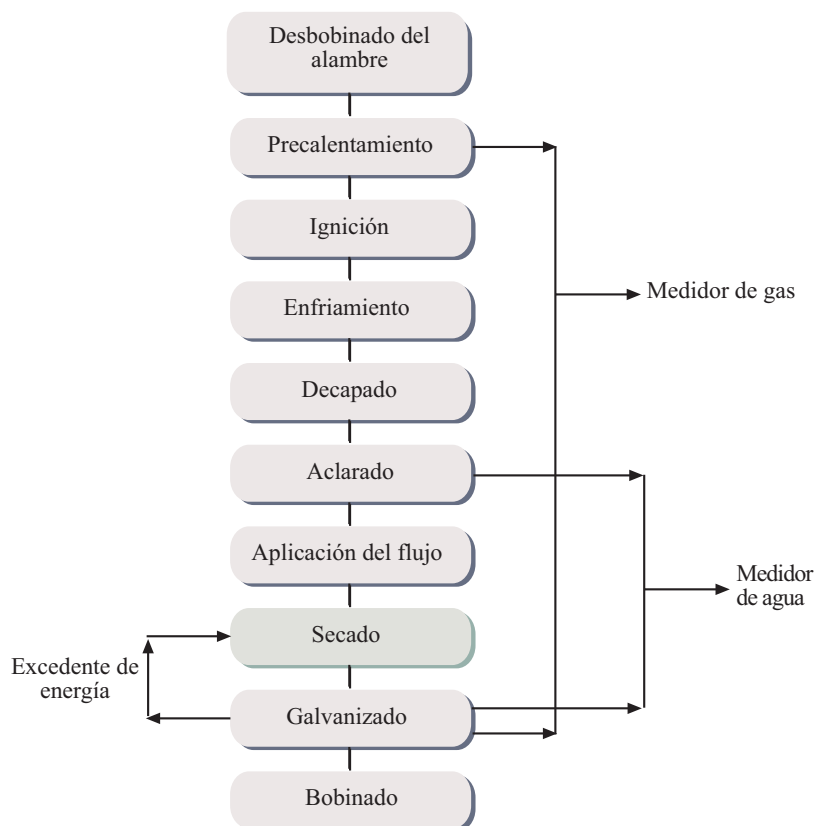 Desbobinado del
alambre
Precalentamiento
Ignición
Enfriamiento
Medidor de gas
Decapado
Aclarado
Aplicación del flujo
Medidor
de agua
Secado
Excedente de
energía
Galvanizado
Bobinado